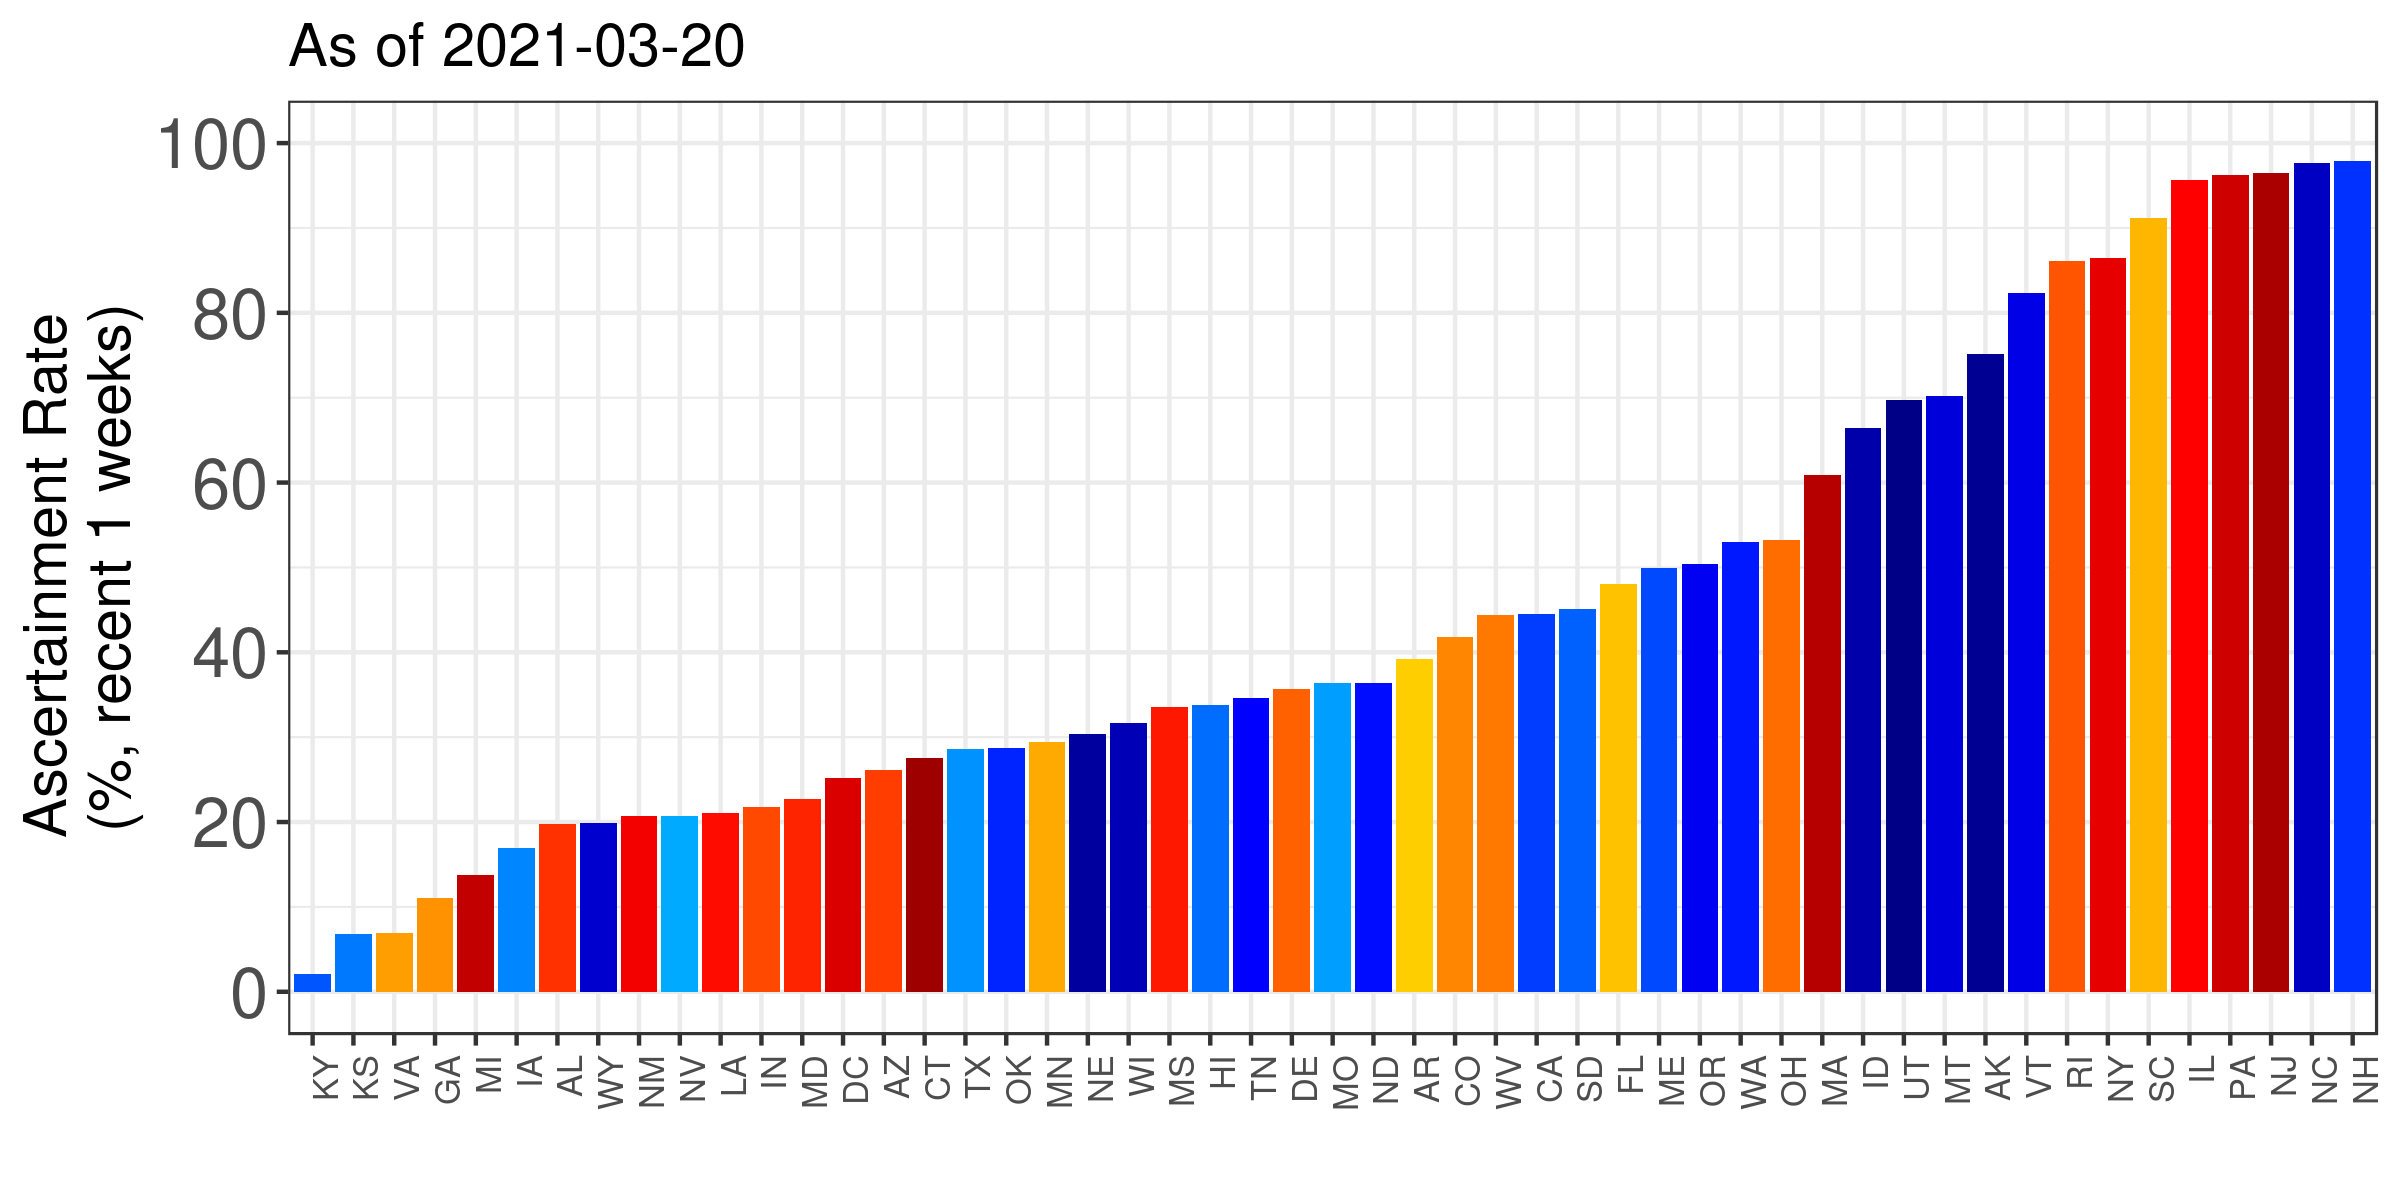 As of 2021-03-20
Ascertainment Rate
(%, recent 1 weeks)
100
80
60
40
20
0
KY KS VA GA MI IA AL WY NM NV LA IN MD DC AZ CT TX OK MN NE WI MS HI TN DE MO ND AR CO WV CA SD FL ME OR WA OH MA ID UT MT AK VT RI NY SC IL PA NJ NC NH